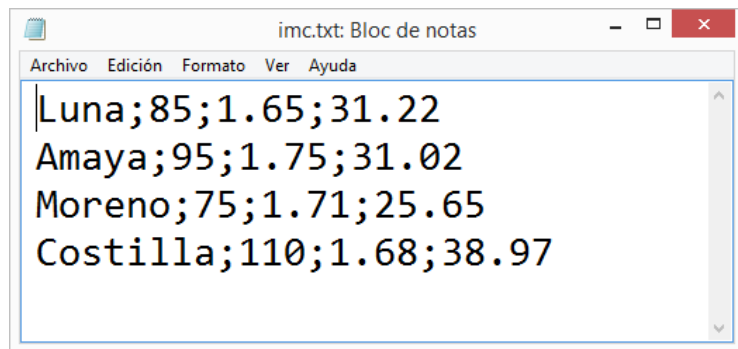 imc.txt: Bloc de notas
Archivo Edición Formato Ver Ayuda
Luna;85;1.65;31.22
Amaya;95;1.75;31.02
Moreno;75;1.71;25.65
Costilla;110;1.68;38.97